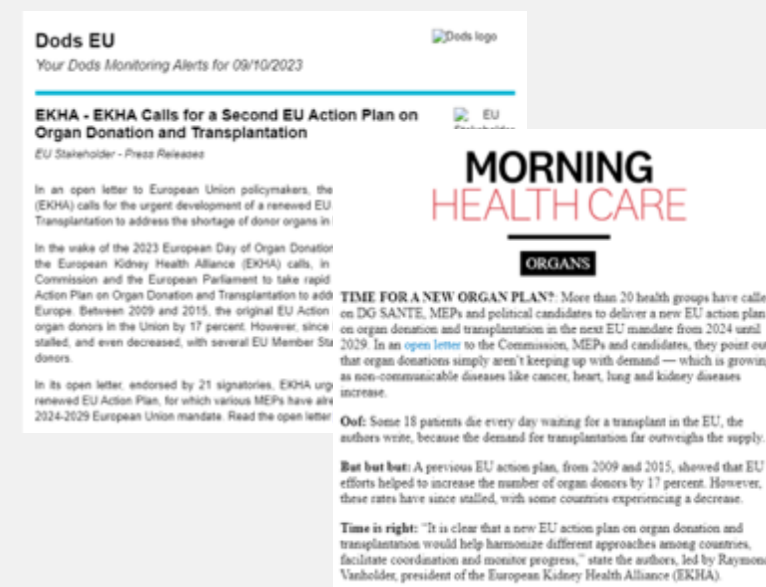 Dods EU
Dods logo
Your Dods Monitoring Alerts for 09/10/2023
EKHA - EKHA Calls for a Second EU Action Plan on
Organ Donation and Transplantation
EU
EU Stakeholder - Press Releases
In an open letter to European Union policymakers, the
(EKHA) calls for the urgent development of a renewed EU
Transplantation to address the shortage of donor organs in
In the wake of the 2023 European Day of Organ Donation
the European Kidney Health Alliance (EKHA) calls, in
Commission and the European Parliament to take rapid
Action Plan on Organ Donation and Transplantation to
Europe. Between 2009 and 2015, the original EU Action
organ donors in the Union by 17 percent. However, since
stalled, and even decreased, with several EU Member
donors.
In its open letter, endorsed by 21 signatories, EKHA
renewed EU Action Plan, for which various MEPs have
2024-2029 European Union mandate. Read the open letter
MORNING
HEALTH CARE
ORGANS
TIME FOR A NEW ORGAN PLAN?: More than 20 health groups have
on DG SANTE, MEPs and political candidates to deliver a new EU action plan
on organ donation and transplantation in the next EU mandate from 2024 until
2029. In an open letter to the Commission, MEPs and candidates, they point out
that organ donations simply aren't keeping up with demand — which is growing
as non-communicable diseases like cancer, heart, lung and kidney diseases
increase.
Oof: Some 18 patients die every day waiting for a transplant in the EU, the
authors write, because the demand for transplantation far outweighs the supply.
But but but: A previous EU action plan, from 2009 and 2015, showed that EU
efforts helped to increase the number of organ donors by 17 percent. However,
these rates have since stalled, with some countries experiencing a decrease.
Time is right: "It is clear that a new EU action plan on organ donation and
transplantation would help harmonize different approaches among countries,
facilitate coordination and monitor progress," state the authors, led by Raymond
Vanholder, president of the European Kidney Health Alliance (EKHA).